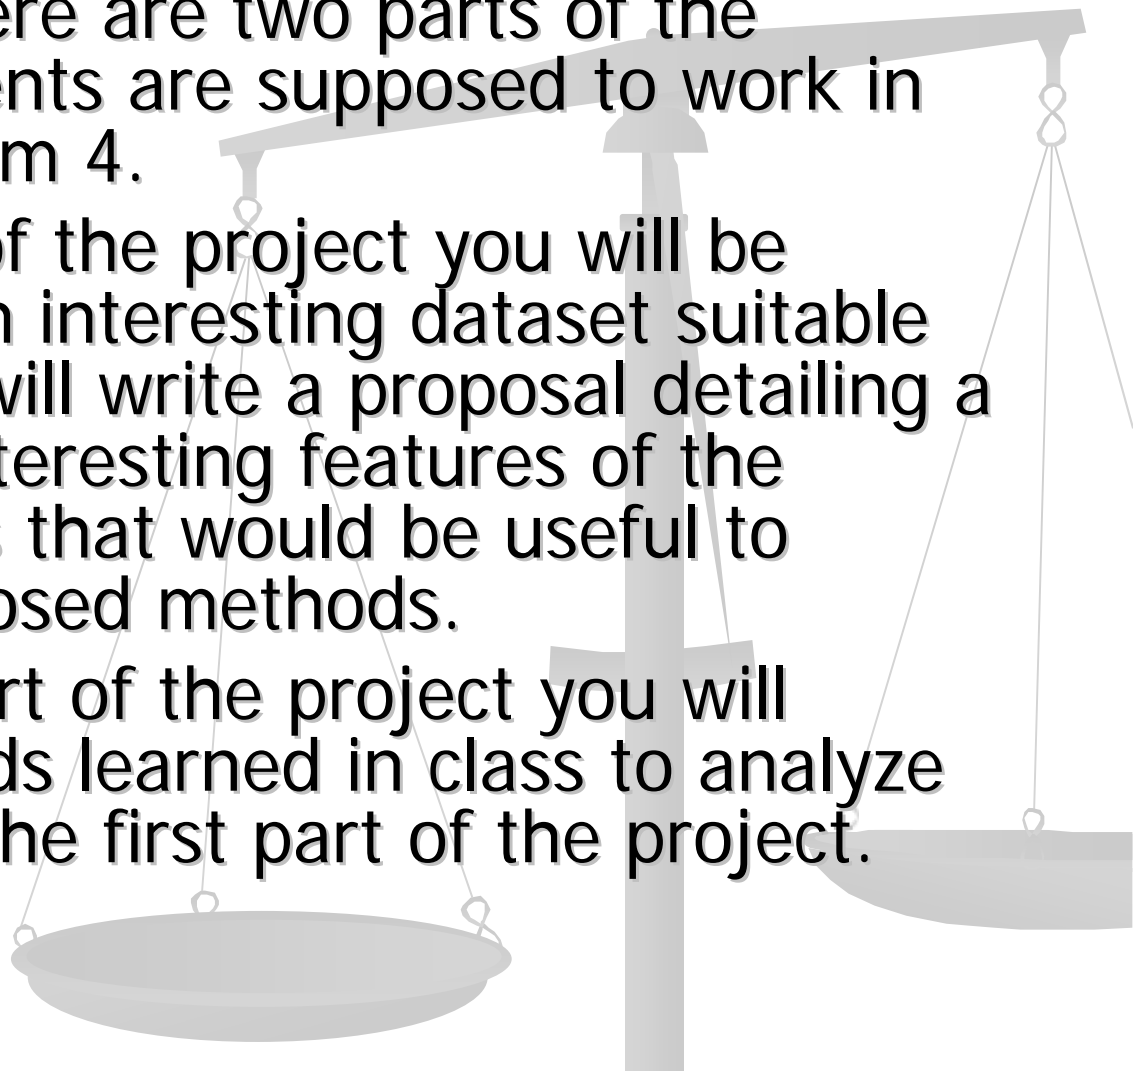 ere are two parts of the
ents are supposed to work in
m 4.
of the project you will be
n interesting dataset suitable
will write a proposal detailing a
teresting features of the
s that would be useful to
osed methods.
rt of the project you will
ds learned in class to analyze
he first part of the project.